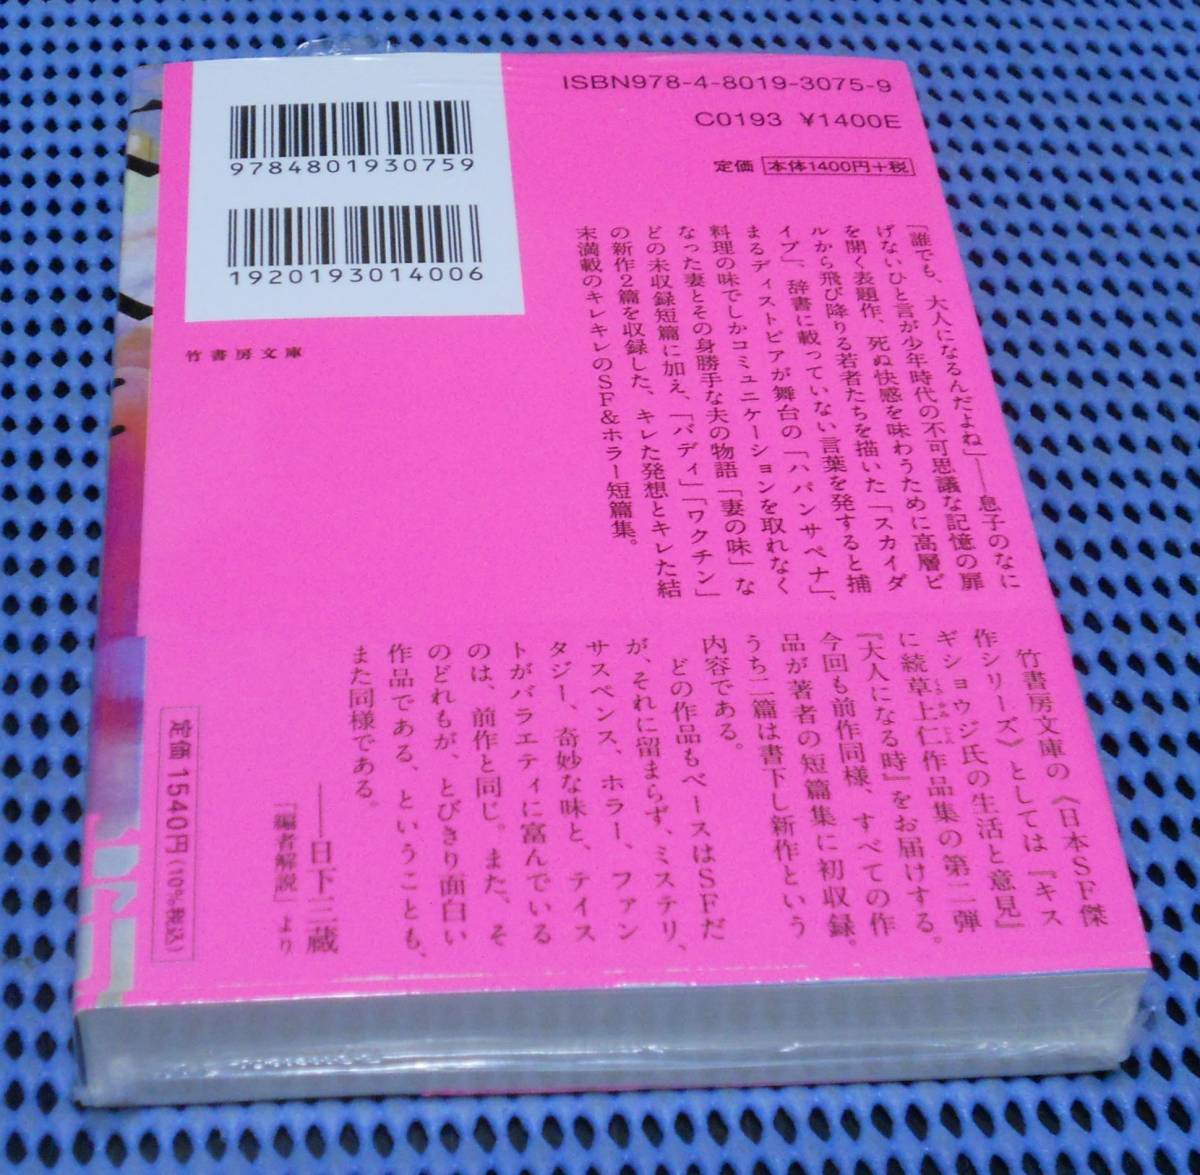 ISBN978-4-8019-3075-9
C0193 ¥1400E
定価 本体1400円+税
9784801930759
1920193014006
竹書房文庫
「誰でも、大人になるんだよね」――息子のなに
げないひと言が少年時代の不可思議な記憶の扉
を開く表題作、死ぬ快感を味わうために高層ビ
ルから飛び降りる若者たちを描いた「スカイダ
イブ」、辞書に載っていない言葉を発すると捕
まるディストピアが舞台の「ハパンサペナ」、
料理の味でしかコミュニケーションを取れなく
なった妻とその身勝手な夫の物語「妻の味」な
どの未収録短篇に加え、「バディ」「ワクチン」
の新作2篇を収録した、キレた発想とキレた結
末満載のキレキレのSF&ホラー短篇集。
竹書房文庫の《日本SF傑
作シリーズ》としては『キス
ギショウジ氏の生活と意見』
に続草上仁作品集の第二弾
『大人になる時』をお届けする。
今回も前作同様、すべての作
品が著者の短篇集に初収録。
うち二篇は書下し新作という
内容である。
どの作品もベースはSFだ
が、それに留まらず、ミステリ、
サスペンス、ホラー、ファン
タジー、奇妙な味と、テイス
トがバラエティに富んでいる
のは、前作と同じ。また、そ
のどれもが、とびきり面白い
作品である、ということも、
また同様である。
――日下三蔵
「編者解説」より
定価1540円(10%税込)